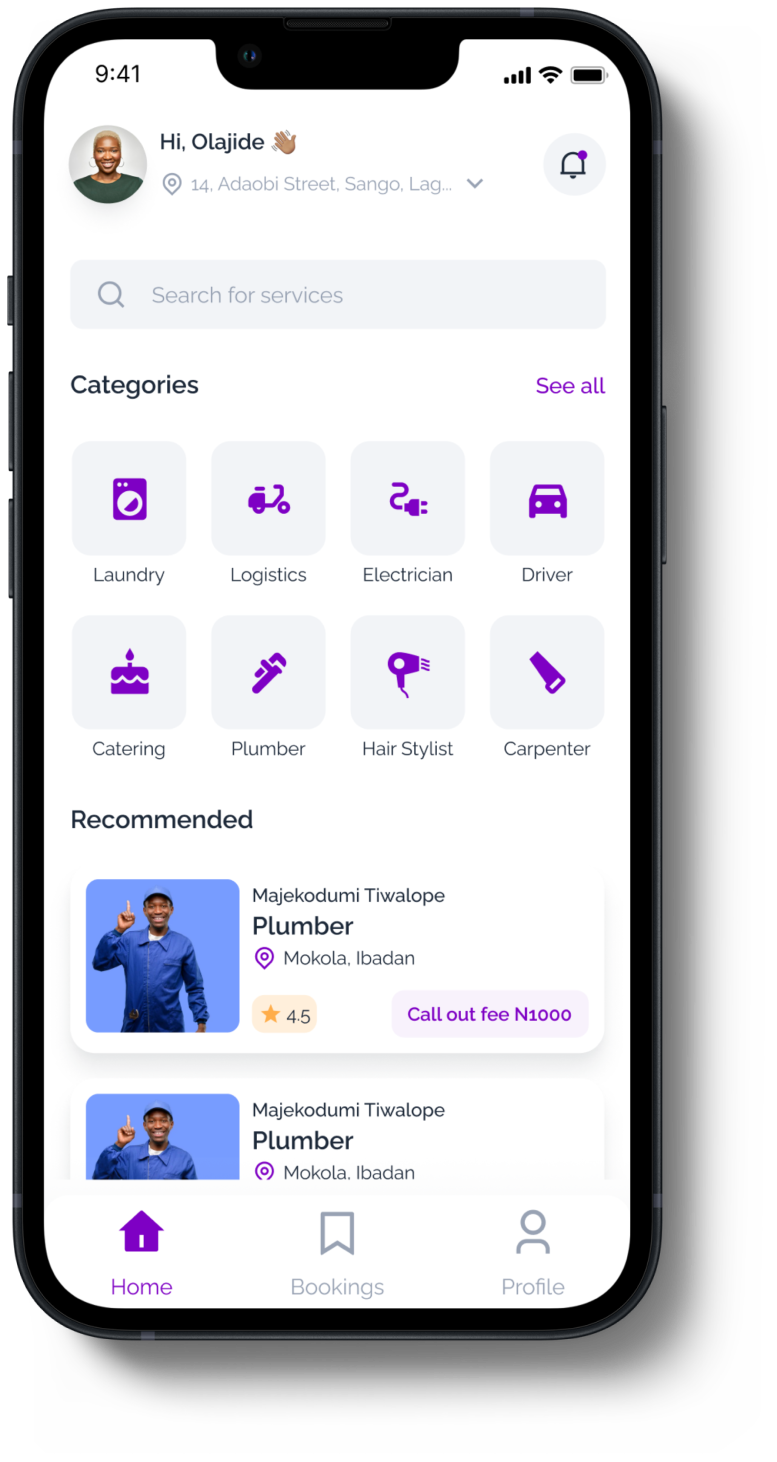 9:41
Hi, Olajide 👋🏽
14, Adaobi Street, Sango, Lag...
Search for services
Categories
See all
Laundry
Logistics
Electrician
Driver
Catering
Plumber
Hair Stylist
Carpenter
Recommended
Majekodumi Tiwalope
Plumber
Mokola, Ibadan
4.5
Call out fee N1000
Majekodumi Tiwalope
Plumber
Mokola, Ibadan
Home
Bookings
Profile